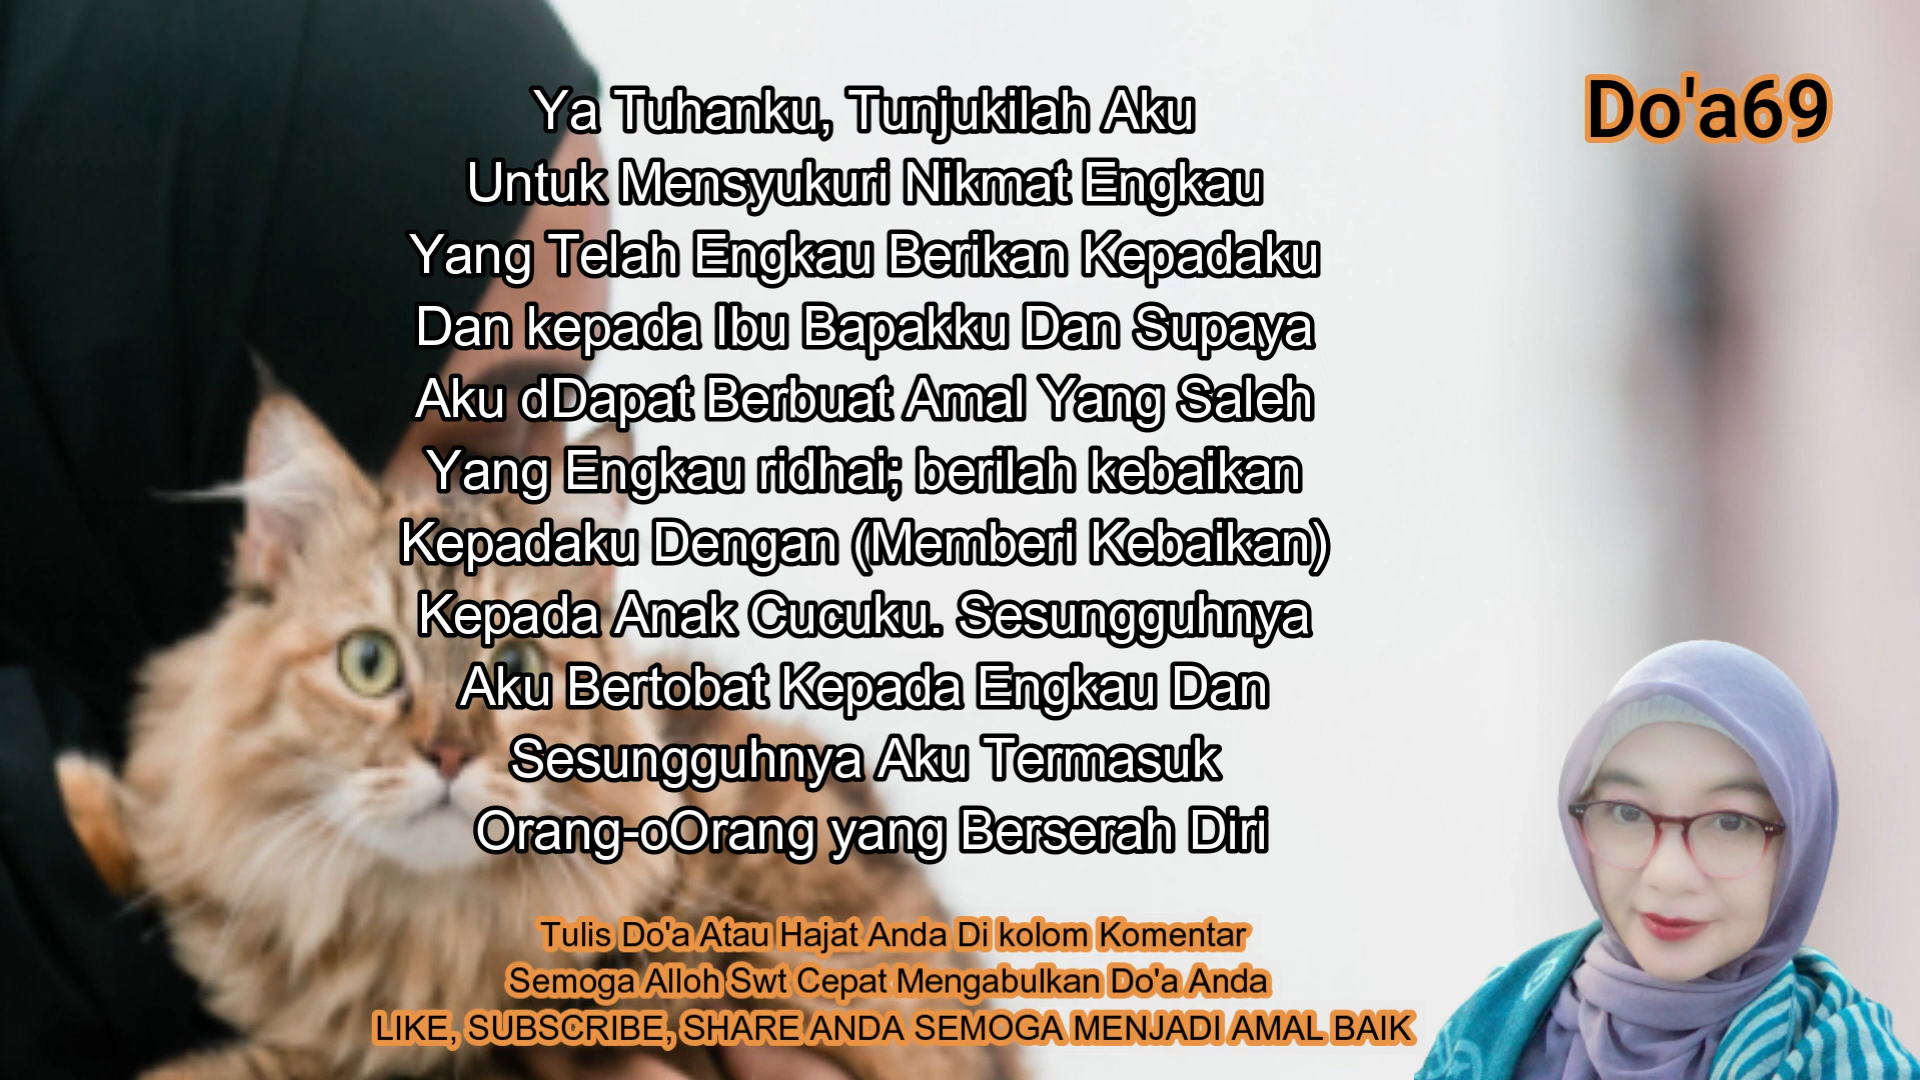 Do'a69
Ya Tuhanku, Tunjukilah Aku
Untuk Mensyukuri Nikmat Engkau
Yang Telah Engkau Berikan Kepadaku
Dan kepada Ibu Bapakku Dan Supaya
Aku dDapat Berbuat Amal Yang Saleh
Yang Engkau ridhai; berilah kebaikan
Kepadaku Dengan (Memberi Kebaikan)
Kepada Anak Cucuku. Sesungguhnya
Aku Bertobat Kepada Engkau Dan
Sesungguhnya Aku Termasuk
Orang-oOrang yang Berserah Diri
Tulis Do'a Atau Hajat Anda Di kolom Komentar
Semoga Alloh Swt Cepat Mengabulkan Do'a Anda
LIKE, SUBSCRIBE, SHARE ANDA SEMOGA MENJADI AMAL BAIK